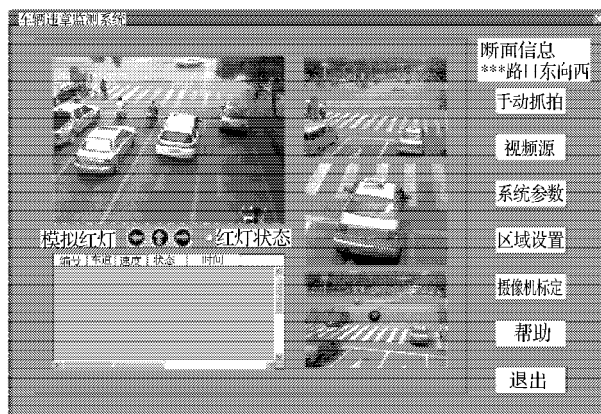 车辆违章监测系统
断面信息
***路口东向西
手动抓拍
视频源
系统参数
模拟红灯
红灯状态
区域设置
编号 车道 速度 状态 时间
摄像机标定
帮助
退出